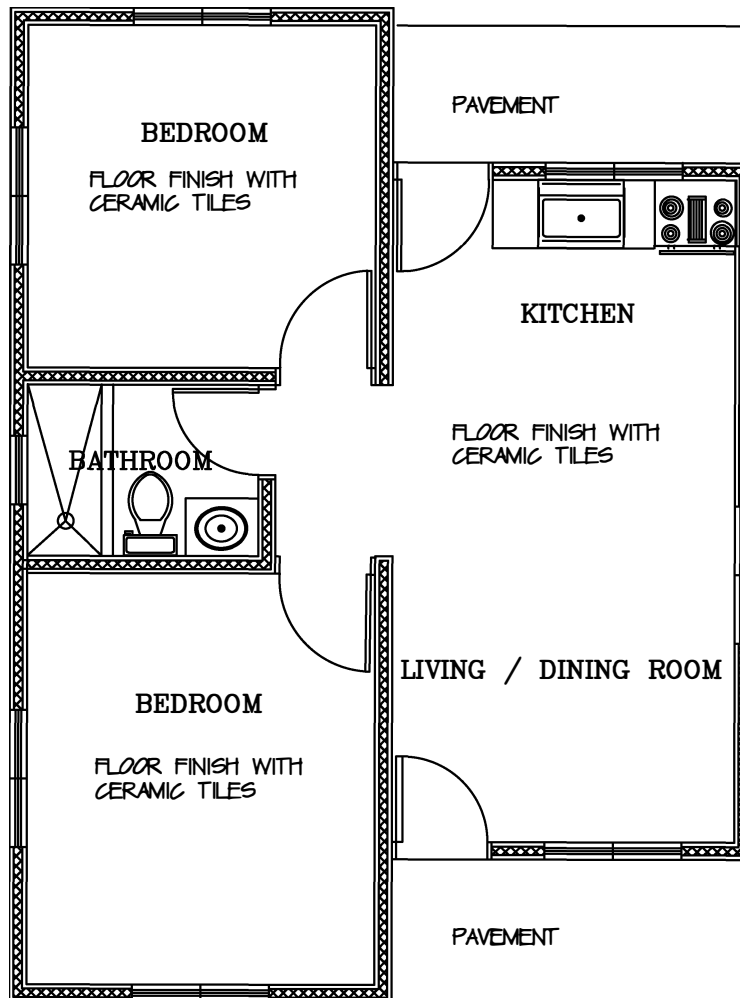 PAVEMENT
BEDROOM
FLOOR FINISH WITH
CERAMIC TILES
KITCHEN
FLOOR FINISH WITH
CERAMIC TILES
BATHROOM
LIVING / DINING ROOM
BEDROOM
FLOOR FINISH WITH
CERAMIC TILES
PAVEMENT